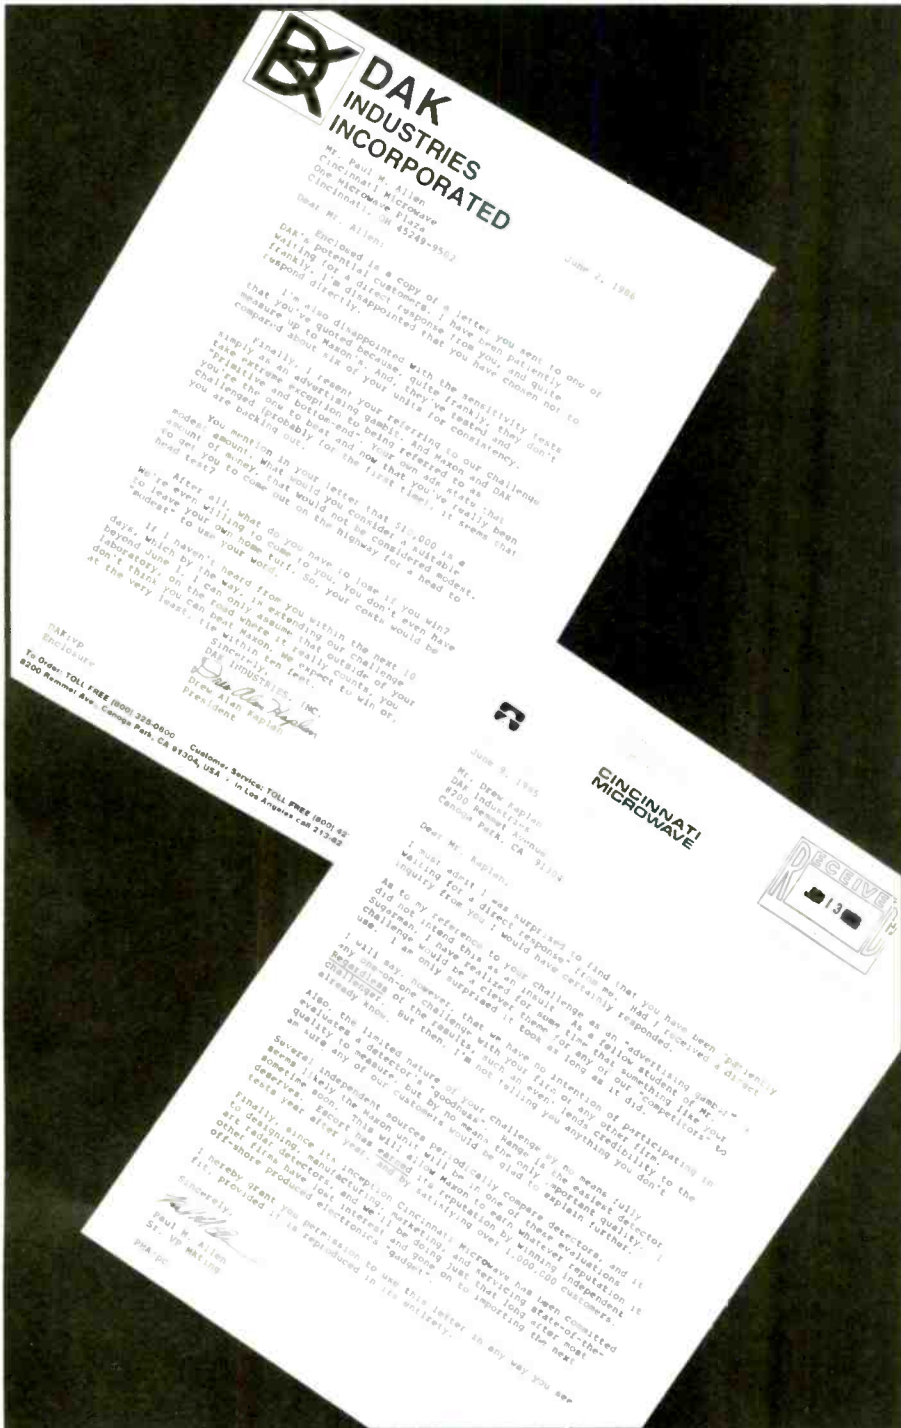 DAK
INDUSTRIES
INCORPORATED
Mr. Paul M. Allen
Cincinnati Microwave
One Microwave Plaza
Cincinnati, OH 45249-9502
June 2, 1986
Dear Mr. Allen:
Enclosed is a copy of a letter you sent to one of
DAK's potential customers. I have been patiently
waiting for a direct response from you, and quite
frankly, I'm disappointed that you have chosen not to
respond directly.
I'm also disappointed with the sensitivity tests
that you've quoted because, quite frankly, they don't
measure up to Maxon's. And, they've tested and
compared about six of your units for consistency.
Finally, I resent your referring to our challenge
simply as an advertising gambit. And Maxon and DAK
take extreme exception to being referred to as
"primitive and bottom-end". Your own ads state that
you're the one to beat and now that you've really been
challenged (probably for the first time), it seems that
you are backing out.
You mention in your letter that $10,000 is a
modest amount. What would you consider a suitable
amount of money, that would not be considered modest,
to get you to come out on the highway for a head to
head test?
After all, what do you have to lose if you win?
We're even willing to come to you, you don't even have
to leave your own home turf. So, your costs would be
"modest" to use your word.
If I haven't heard from you within the next 10
days, which by the way, is extending our challenge
beyond June 1, I can only assume that outside of your
laboratory, on the road where it really counts, you
don't think you can beat Maxon. We expect to win or,
at the very least, tie within ten feet.
Sincerely,
DAK INDUSTRIES, INC.
Drew Alan Kaplan
Drew Alan Kaplan
President
DAK:VP
Enclosure
To Order: TOLL FREE (800) 325-0800 Customer Service: TOLL FREE (800) 42
8200 Remmet Ave., Canoga Park, CA 91304, USA • In Los Angeles call 213-82
CINCINNATI
MICROWAVE
RECEIVED
13
Mr. Drew Kaplan
DAK Industries
8200 Remmet Avenue
Canoga Park, CA 91304
Dear Mr. Kaplan,
I must admit I was surprised to find that you have been "patiently
waiting for a direct response" from me. Had I received a direct
inquiry from you I would have certainly responded.
As to my reference to your challenge as an "advertising gambit"
did not intend this as an insult. As a fellow student of Mr.
Sugarman, I have realized for some time that something like your
challenge would be a clever theme for any of our "competitors" to
use. I am only surprised it took as long as it did.
I will say, however, that we have no intention of participating in
any one-on-one challenge with your firm or any other firm.
Regardless of the results, such an event lends credibility to the
challenger. But then, I'm not telling you anything you don't
already know.
Also, the limited nature of your challenge by no means fully
evaluates a detector's "goodness". Range is the easiest detector
quality to measure, but by no means the only important quality. I
am sure any of our customers would be glad to explain further.
Several independent sources periodically compare detectors, and it
seems likely the Maxon unit will be in one of these evaluations
sometime soon. This will allow Maxon to earn whatever reputation it
deserves. Escort has earned its reputation by winning independent
tests year after year, and by satisfying over 1,000,000 customers.
Finally, since its inception Cincinnati Microwave has been committed
to designing, manufacturing, marketing, and servicing state-of-the-
art radar detectors, and we'll be doing just that long after most
other firms have lost interest and gone on to importing the next
off-shore produced electronics "gadget".
I hereby grant you permission to use this letter in any way you see
fit, provided it is reproduced in its entirety.
Sincerely,
Paul M. Allen
Sr. VP Mkting
PMA:pc